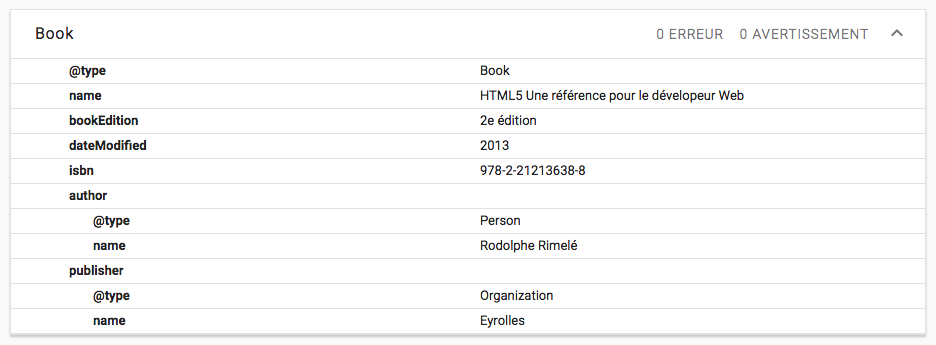 Book 0 ERREUR 0 AVERTISSEMENT
@type Book
name HTML5 Une référence pour le dévelopeur Web
bookEdition 2e édition
dateModified 2013
isbn 978-2-21213638-8
author
@type Person
name Rodolphe Rimelé
publisher
@type Organization
name Eyrolles